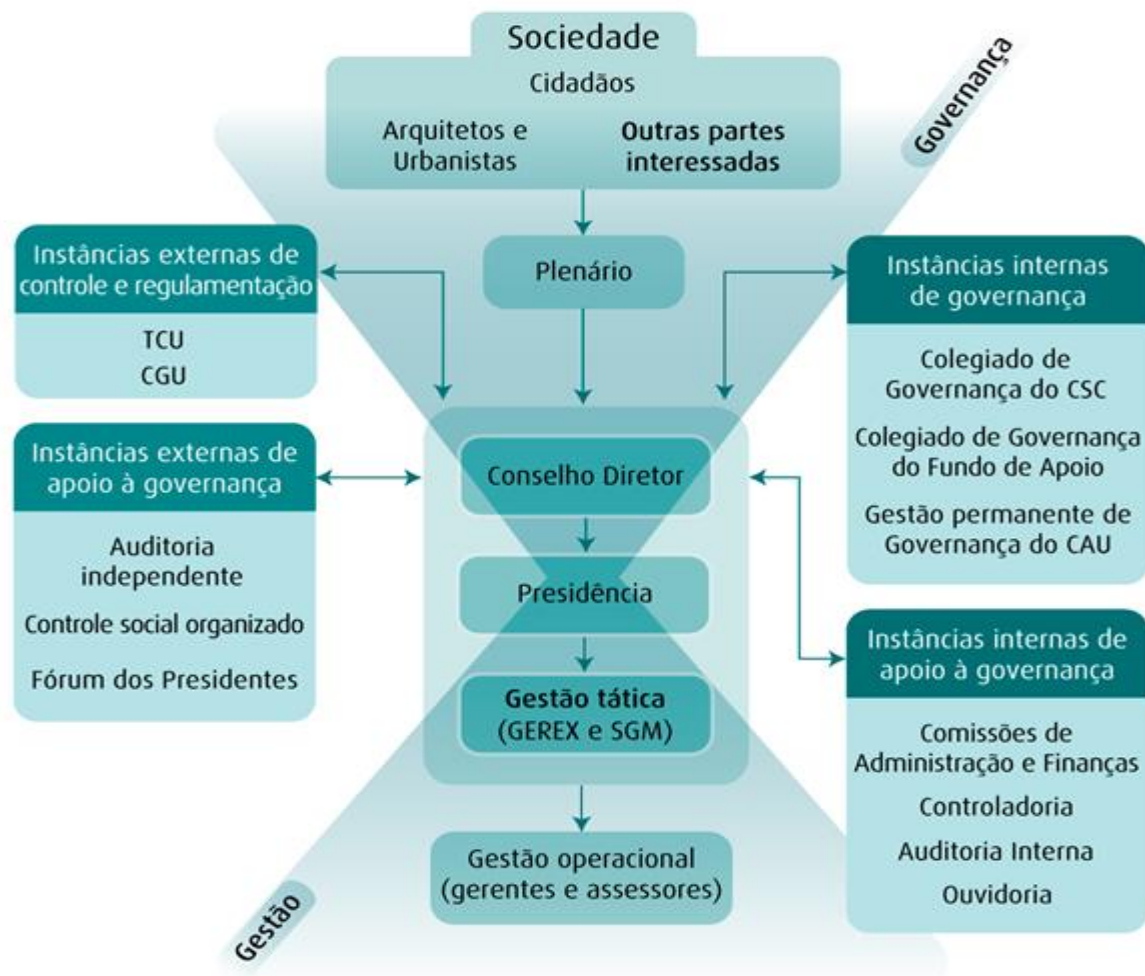 Sociedade
Cidadãos
Arquitetos e
Urbanistas
Outras partes
interessadas
Governança
Plenário
Instâncias externas de
controle e regulamentação
TCU
CGU
Instâncias externas de
apoio à governança
Auditoria
independente
Controle social organizado
Fórum dos Presidentes
Conselho Diretor
Presidência
Gestão tática
(GEREX e SGM)
Gestão operacional
(gerentes e assessores)
Gestão
Instâncias internas
de governança
Colegiado de
Governança do CSC
Colegiado de Governança
do Fundo de Apoio
Gestão permanente de
Governança do CAU
Instâncias internas de
apoio à governança
Comissões de
Administração e Finanças
Controladoria
Auditoria Interna
Ouvidoria